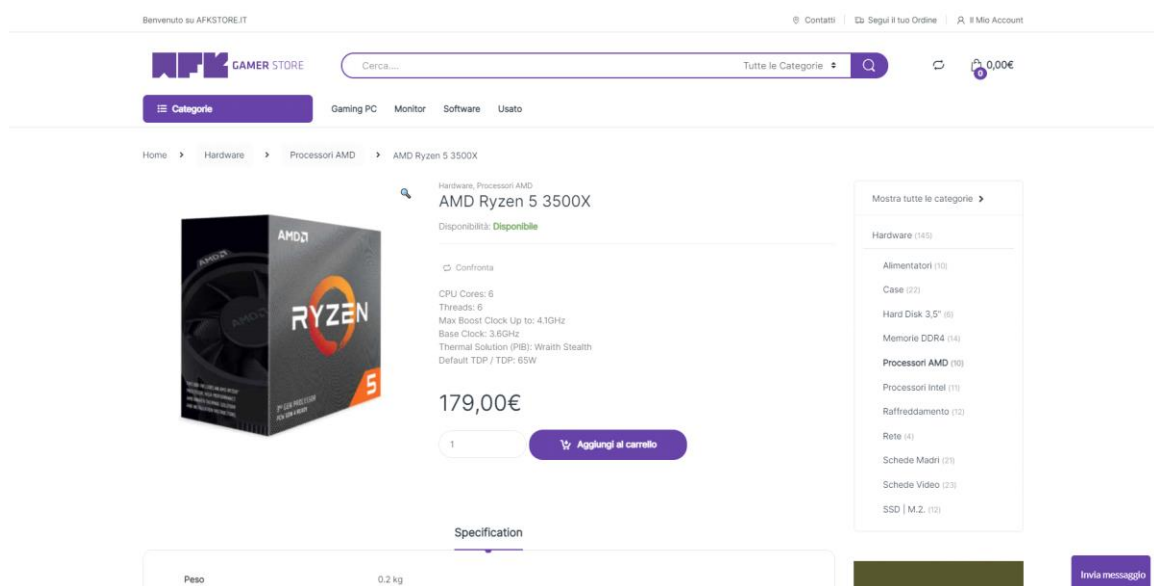 Benvenuto su AFKSTORE.IT
Contatti
Segui il tuo Ordine
Il Mio Account
AFK GAMER STORE
Cerca....
Tutte le Categorie
0
0,00€
Categorie
Gaming PC
Monitor
Software
Usato
Home > Hardware > Processori AMD > AMD Ryzen 5 3500X
AMD
RYZEN
5
Hardware, Processori AMD
AMD Ryzen 5 3500X
Disponibilità: Disponibile
Confronta
CPU Cores: 6
Threads: 6
Max Boost Clock Up to: 4.1GHz
Base Clock: 3.6GHz
Thermal Solution (PIB): Wraith Stealth
Default TDP / TDP: 65W
179,00€
1
Aggiungi al carrello
Mostra tutte le categorie >
Hardware (145)
Alimentatori (10)
Case (22)
Hard Disk 3,5" (6)
Memorie DDR4 (14)
Processori AMD (10)
Processori Intel (11)
Raffreddamento (12)
Rete (4)
Schede Madri (21)
Schede Video (23)
SSD | M.2. (12)
Specification
Peso 0.2 kg
Invia messaggio